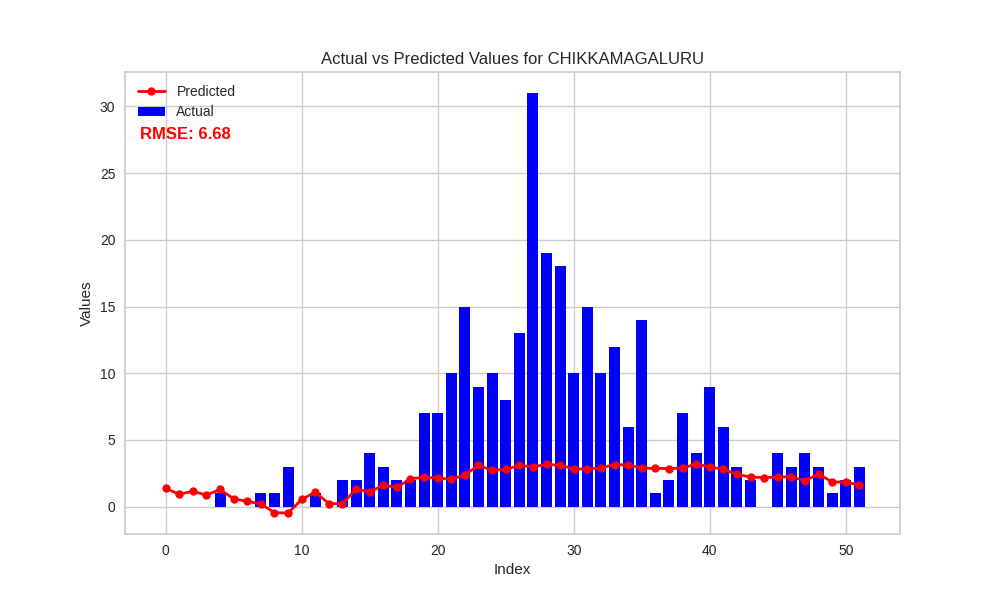 Actual vs Predicted Values for CHIKKAMAGALURU
Predicted
Actual
RMSE: 6.68
Values
30
25
20
15
10
5
0
0 10 20 30 40 50
Index